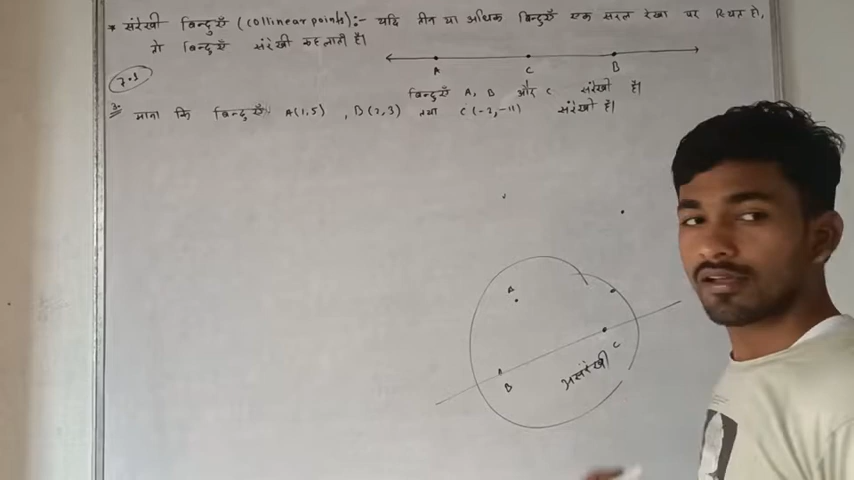 * संरेखी बिन्दुएँ (collinear points):- यदि तीन या अधिक बिन्दुएँ एक सरल रेखा पर स्थित हो,
ये बिन्दुएँ संरेखी कहलाती है।
A C B
7.1
बिन्दुएँ A, B और C संरेखी है।
3. माना कि बिन्दुएँ A(1,5), B(2,3) तथा C(-2,-11) संरेखी है।
A
B
C
असंरेखी